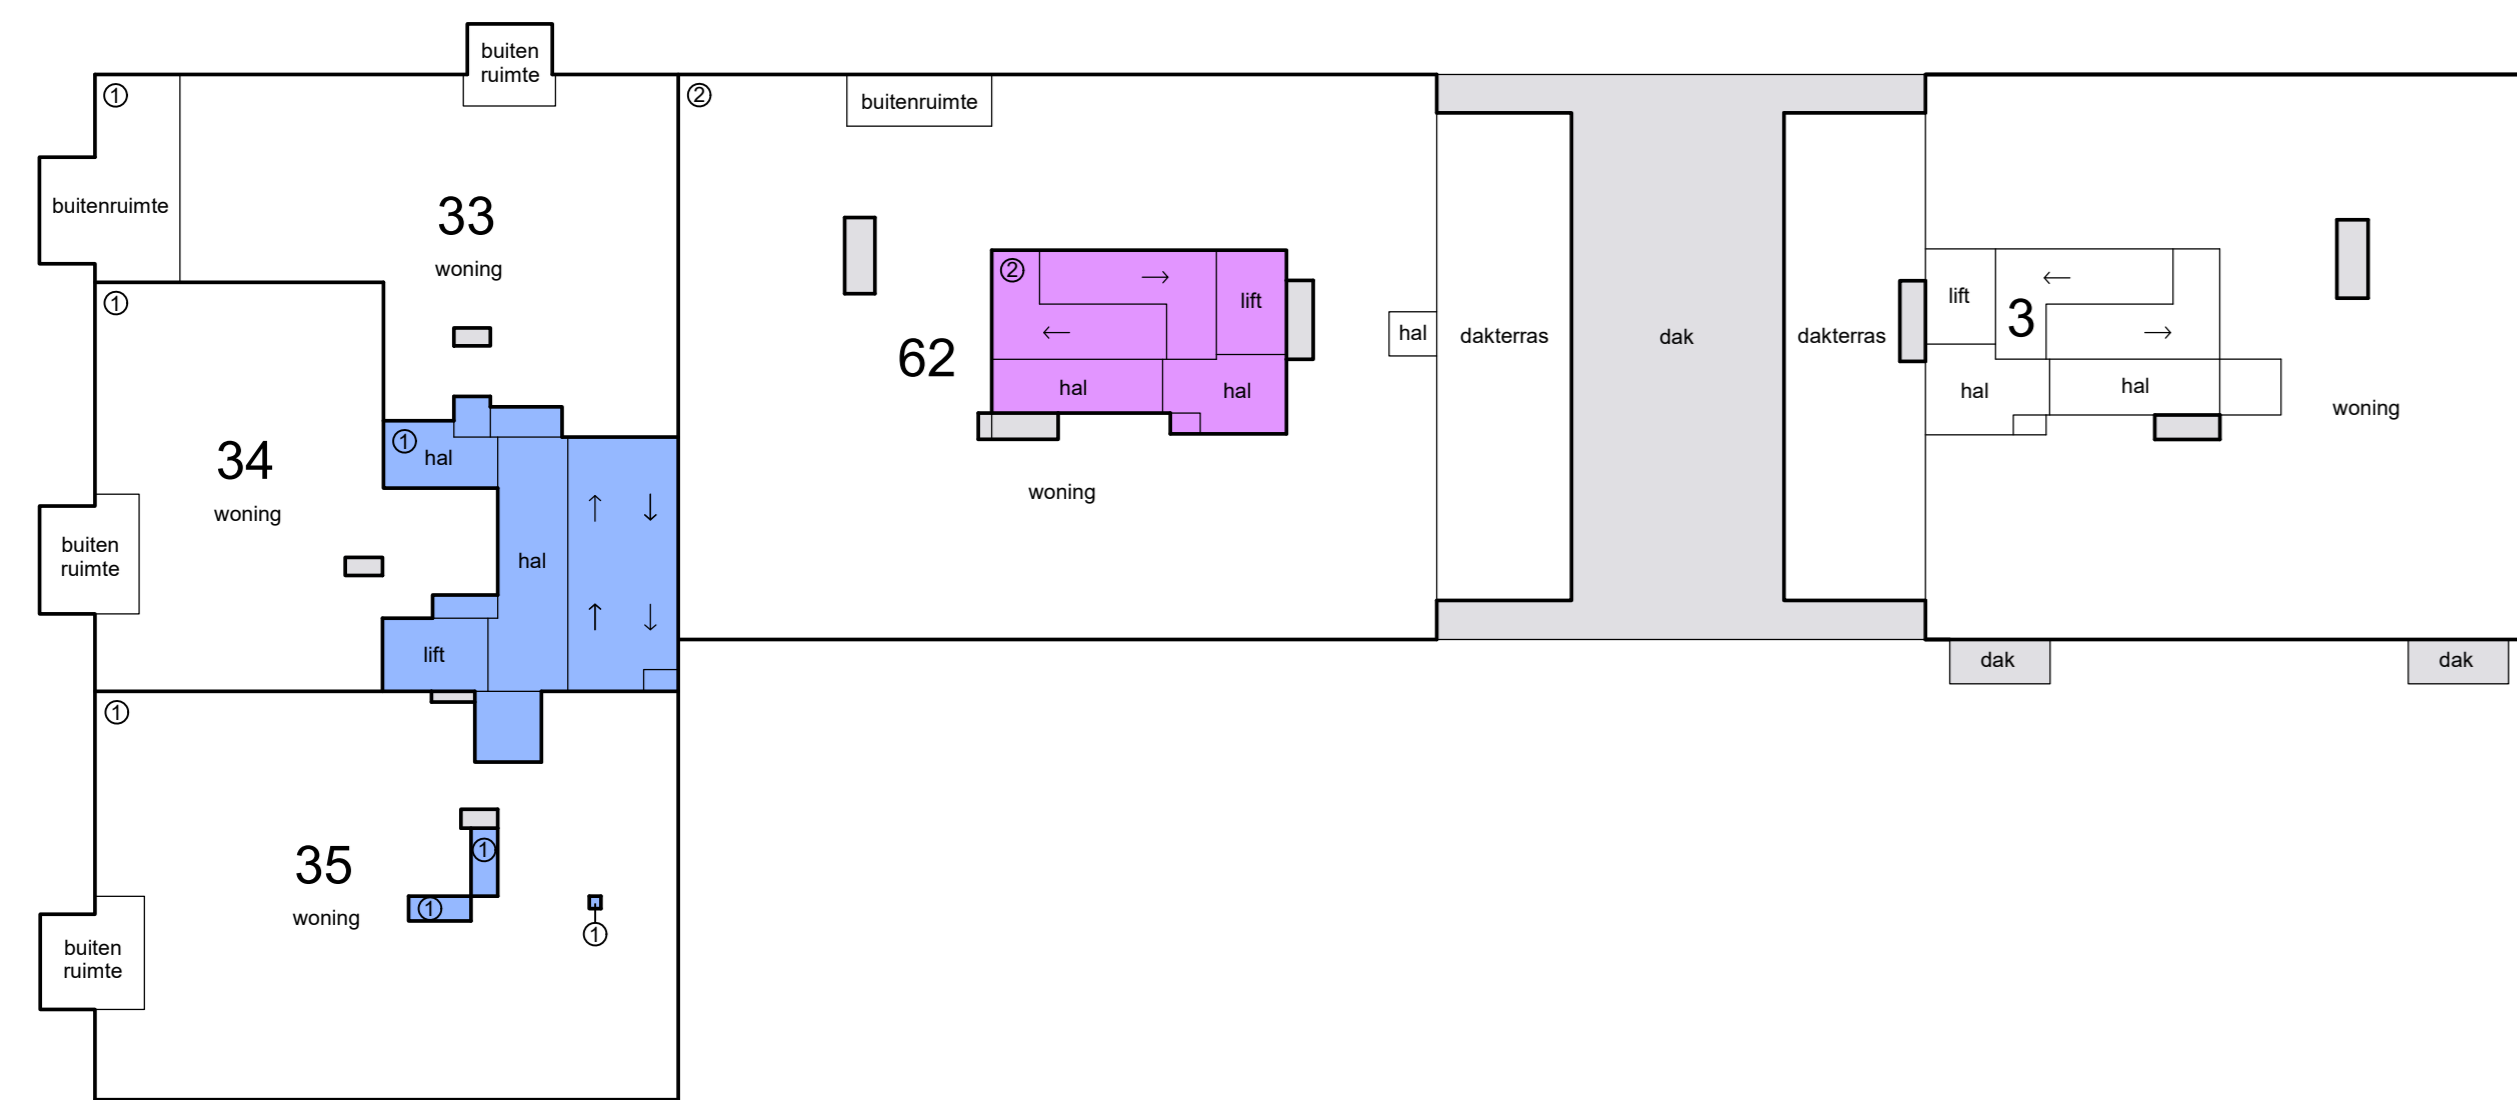 buiten
ruimte
①
buitenruimte
33
woning
①
34
woning
①
hal
hal
lift
buiten
ruimte
①
35
woning
①
①
①
buiten
ruimte
②
buitenruimte
②
lift
hal
hal
62
woning
hal
dakterras
dak
dakterras
lift
3
hal
hal
woning
dak
dak